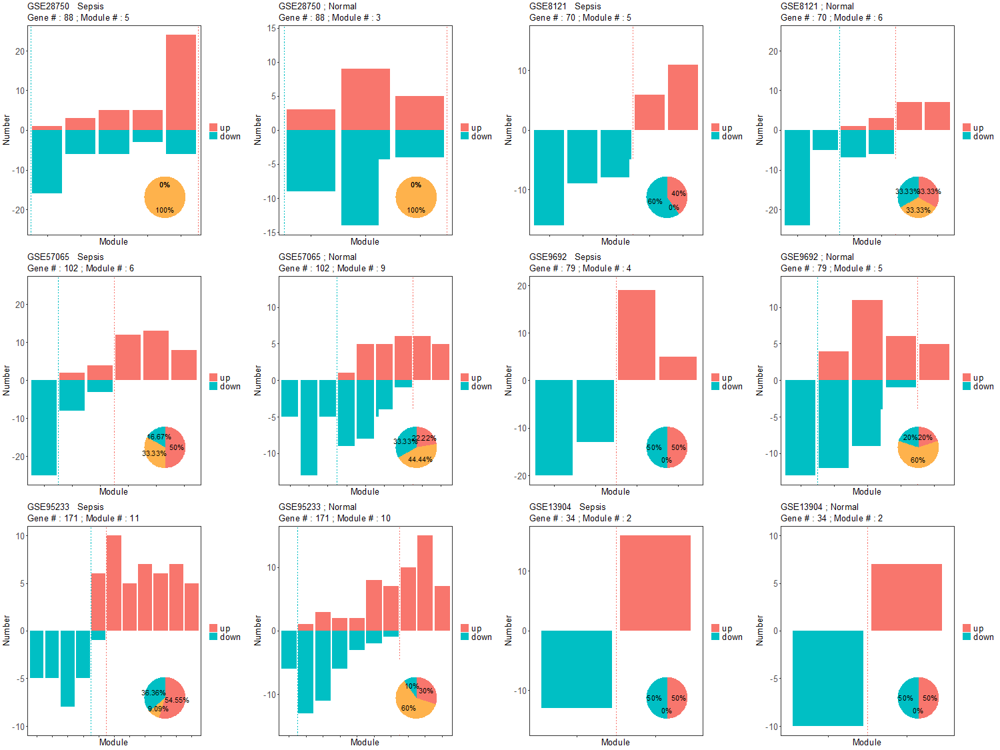 GSE28750   Sepsis
Gene # : 88 ; Module # : 5
Number
20
10
0
-10
-20
0%
100%
up
down
Module
GSE28750 ; Normal
Gene # : 88 ; Module # : 3
Number
15
10
5
0
-5
-10
-15
0%
100%
up
down
Module
GSE8121   Sepsis
Gene # : 70 ; Module # : 5
Number
10
0
-10
60%
40%
0%
up
down
Module
GSE8121 ; Normal
Gene # : 70 ; Module # : 6
Number
20
10
0
-10
-20
33.33%
33.33%
33.33%
up
down
Module
GSE57065   Sepsis
Gene # : 102 ; Module # : 6
Number
20
10
0
-10
-20
16.67%
50%
33.33%
up
down
Module
GSE57065 ; Normal
Gene # : 102 ; Module # : 9
Number
10
5
0
-5
-10
33.33%
22.22%
44.44%
up
down
Module
GSE9692   Sepsis
Gene # : 79 ; Module # : 4
Number
20
10
0
-10
-20
50%
50%
0%
up
down
Module
GSE9692 ; Normal
Gene # : 79 ; Module # : 5
Number
10
5
0
-5
-10
20%
20%
60%
up
down
Module
GSE95233   Sepsis
Gene # : 171 ; Module # : 11
Number
10
5
0
-5
-10
36.36%
54.55%
9.09%
up
down
Module
GSE95233 ; Normal
Gene # : 171 ; Module # : 10
Number
10
0
-10
10%
30%
60%
up
down
Module
GSE13904   Sepsis
Gene # : 34 ; Module # : 2
Number
10
0
-10
50%
50%
0%
up
down
Module
GSE13904 ; Normal
Gene # : 34 ; Module # : 2
Number
10
5
0
-5
-10
50%
50%
0%
up
down
Module